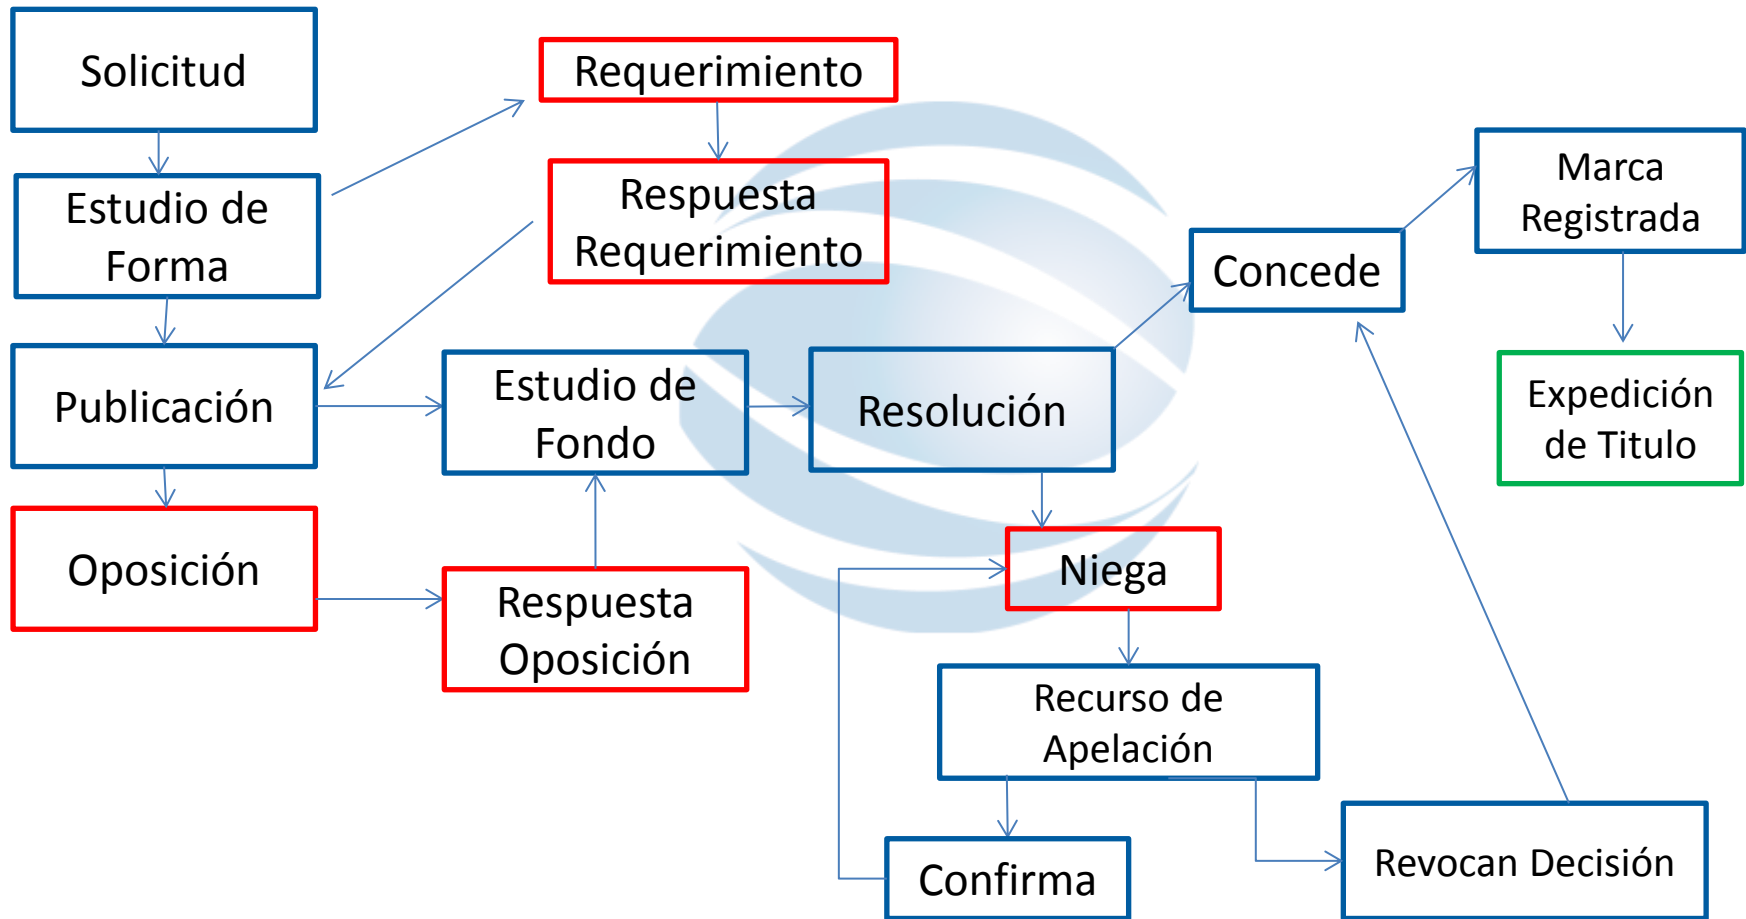 Solicitud
Requerimiento
Estudio de
Forma
Respuesta
Requerimiento
Marca
Registrada
Concede
Publicación
Estudio de
Fondo
Resolución
Expedición
de Titulo
Oposición
Respuesta
Oposición
Niega
Recurso de
Apelación
Confirma
Revocan Decisión